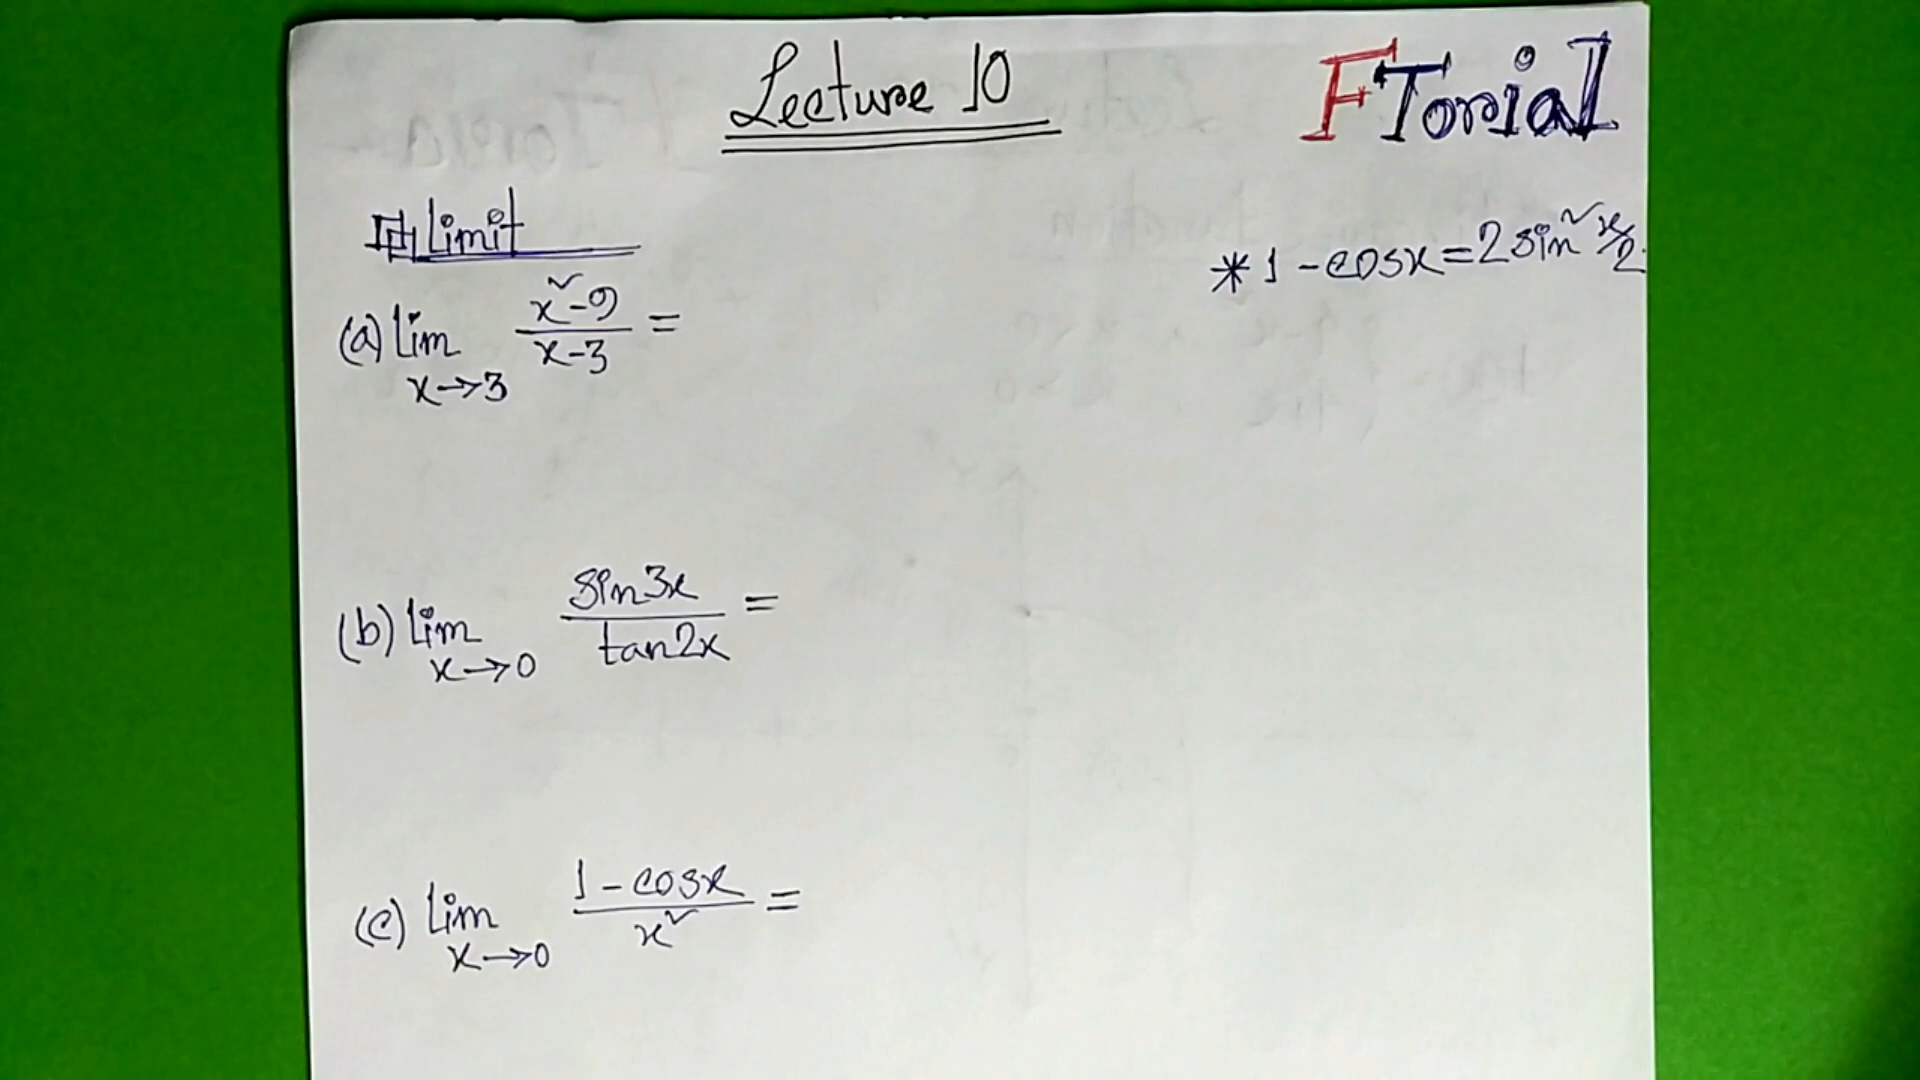 Lecture 10
FTorial
Limit
* 1 - cosx = 2 sin² x/2
(a) lim x→3 x² - 9 / x - 3 =
(b) lim x→0 sin3x / tan2x =
(c) lim x→0 1 - cosx / x² =